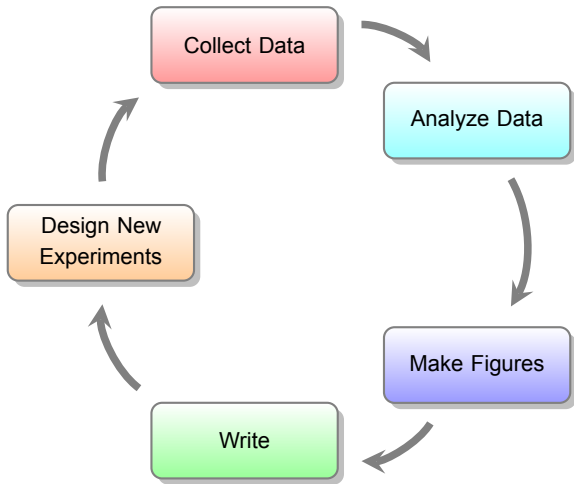 Collect Data
Analyze Data
Make Figures
Write
Design New
Experiments